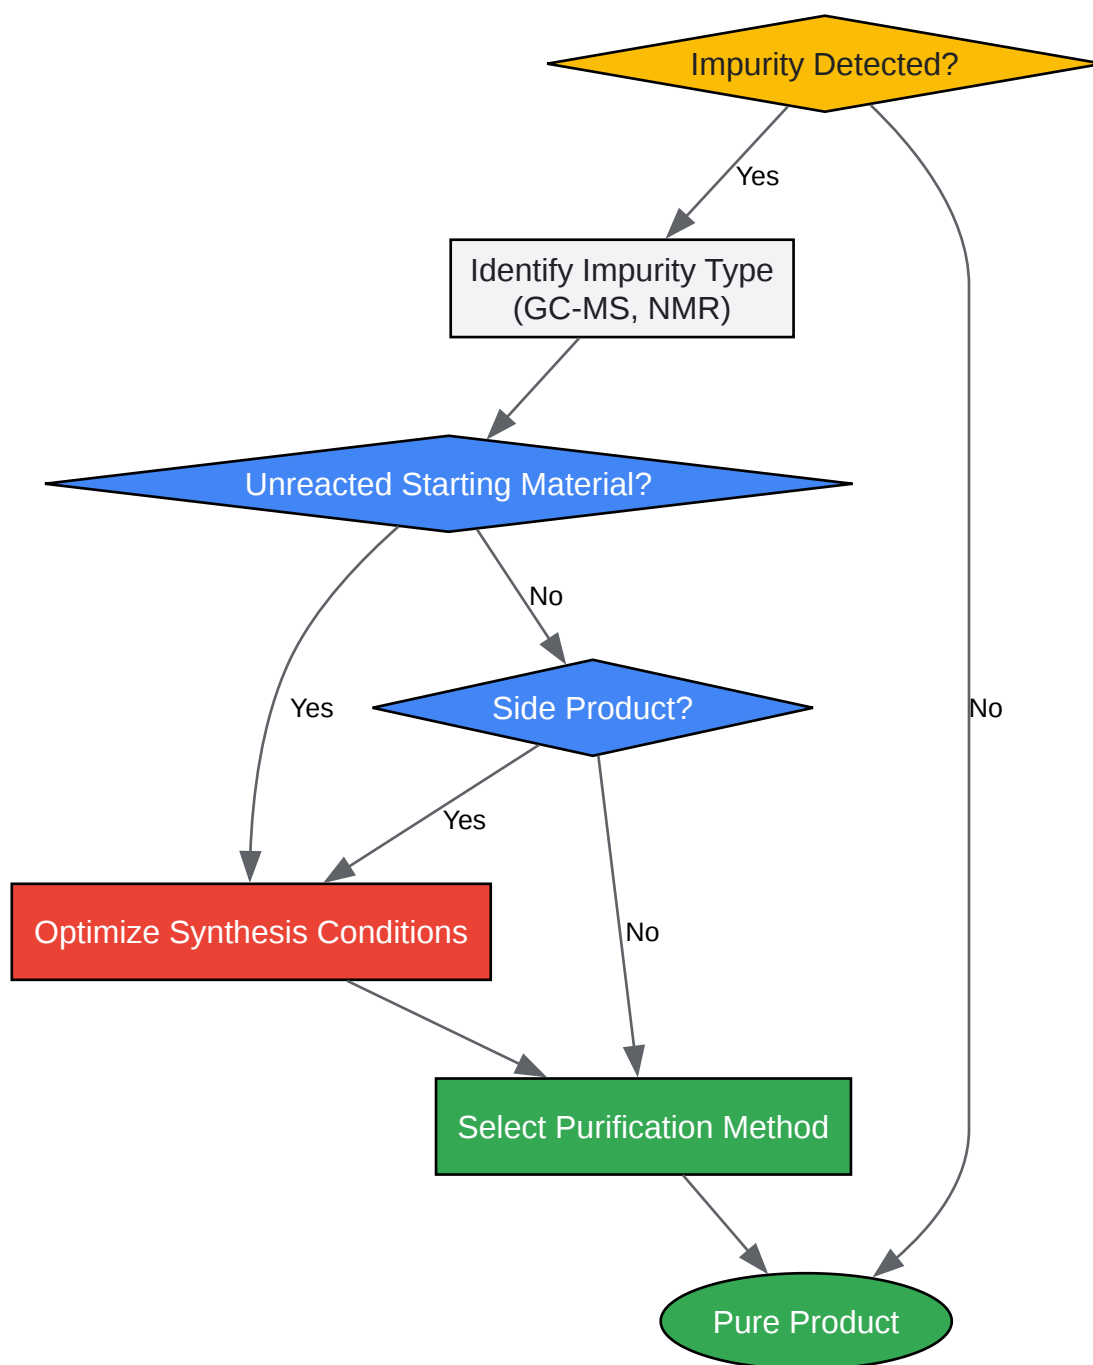 Impurity Detected?
Yes
Identify Impurity Type
(GC-MS, NMR)
Unreacted Starting Material?
No
Yes
Side Product?
No
Yes
Optimize Synthesis Conditions
No
Select Purification Method
Pure Product